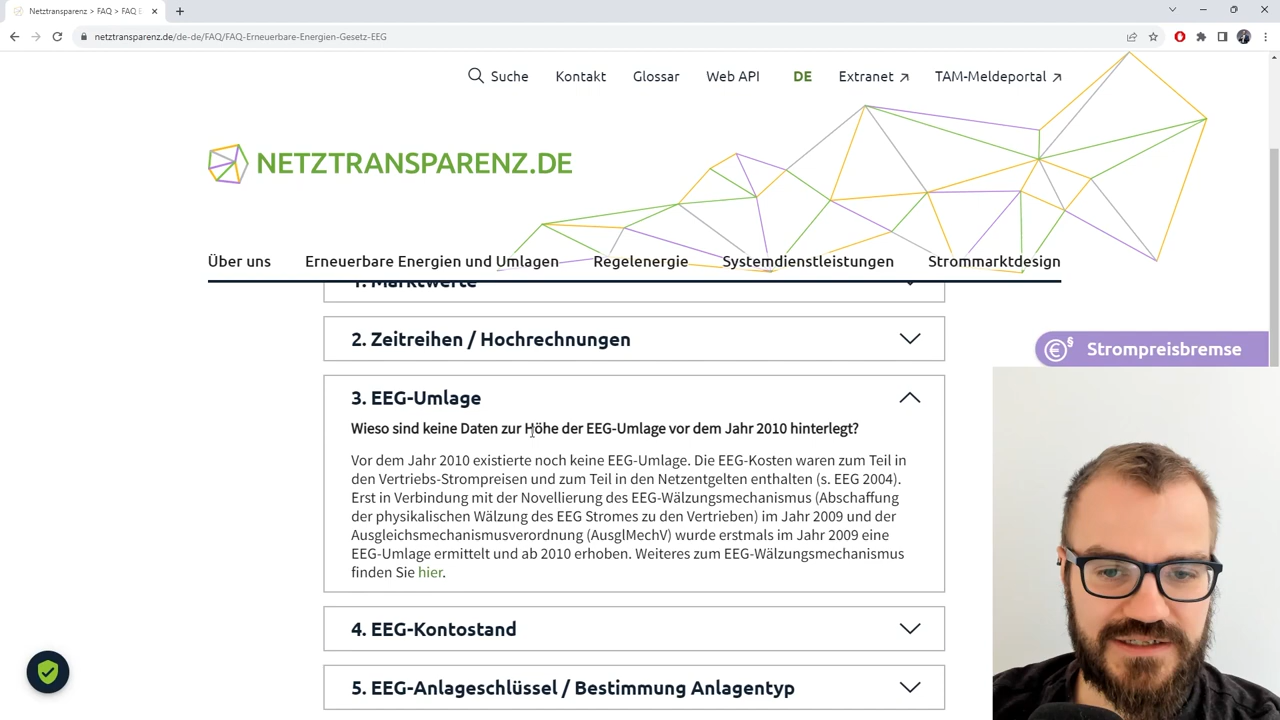 Netztransparenz > FAQ > FAQ E
netztransparenz.de/de-de/FAQ/FAQ-Erneuerbare-Energien-Gesetz-EEG
Suche Kontakt Glossar Web API DE Extranet TAM-Meldeportal
NETZTRANSPARENZ.DE
Über uns Erneuerbare Energien und Umlagen Regelenergie Systemdienstleistungen Strommarktdesign
1. Marktwerte
2. Zeitreihen / Hochrechnungen
€§ Strompreisbremse
3. EEG-Umlage
Wieso sind keine Daten zur Höhe der EEG-Umlage vor dem Jahr 2010 hinterlegt?
Vor dem Jahr 2010 existierte noch keine EEG-Umlage. Die EEG-Kosten waren zum Teil in
den Vertriebs-Strompreisen und zum Teil in den Netzentgelten enthalten (s. EEG 2004).
Erst in Verbindung mit der Novellierung des EEG-Wälzungsmechanismus (Abschaffung
der physikalischen Wälzung des EEG Stromes zu den Vertrieben) im Jahr 2009 und der
Ausgleichsmechanismusverordnung (AusglMechV) wurde erstmals im Jahr 2009 eine
EEG-Umlage ermittelt und ab 2010 erhoben. Weiteres zum EEG-Wälzungsmechanismus
finden Sie hier.
4. EEG-Kontostand
5. EEG-Anlageschlüssel / Bestimmung Anlagentyp